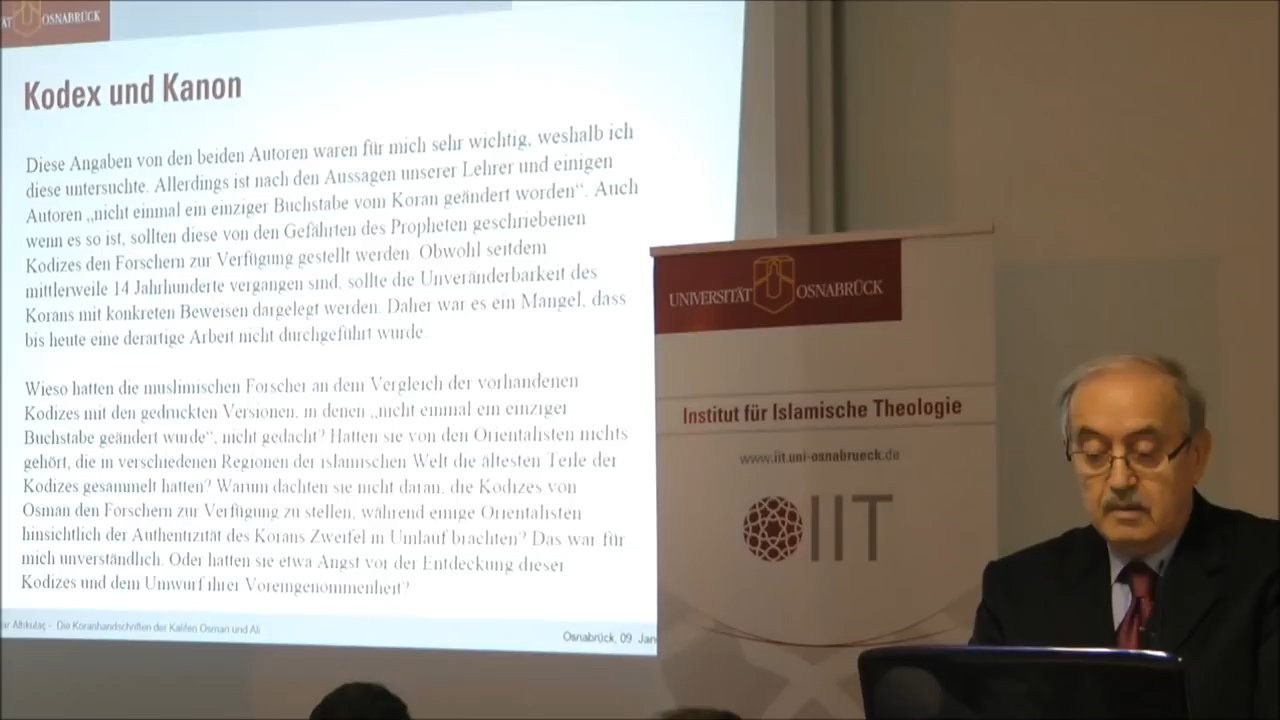 ÄT OSNABRÜCK
Kodex und Kanon
Diese Angaben von den beiden Autoren waren für mich sehr wichtig, weshalb ich
diese untersuchte. Allerdings ist nach den Aussagen unserer Lehrer und einigen
Autoren „nicht einmal ein einziger Buchstabe vom Koran geändert worden“. Auch
wenn es so ist, sollten diese von den Gefährten des Propheten geschriebenen
Kodizes den Forschern zur Verfügung gestellt werden. Obwohl seitdem
mittlerweile 14 Jahrhunderte vergangen sind, sollte die Unveränderbarkeit des
Korans mit konkreten Beweisen dargelegt werden. Daher war es ein Mangel, dass
bis heute eine derartige Arbeit nicht durchgeführt wurde.
Wieso hatten die muslimischen Forscher an dem Vergleich der vorhandenen
Kodizes mit den gedruckten Versionen, in denen „nicht einmal ein einziger
Buchstabe geändert wurde“, nicht gedacht? Hatten sie von den Orientalisten nichts
gehört, die in verschiedenen Regionen der islamischen Welt die ältesten Teile der
Kodizes gesammelt hatten? Warum dachten sie nicht daran, die Kodizes von
Osman den Forschern zur Verfügung zu stellen, während einige Orientalisten
hinsichtlich der Authentizität des Korans Zweifel in Umlauf brachten? Das war für
mich unverständlich. Oder hatten sie etwa Angst vor der Entdeckung dieser
Kodizes und dem Umwurf ihrer Voreingenommenheit?
ar Altıkulaç - Die Koranhandschriften der Kalifen Osman und Ali
Osnabrück, 09 Jan
UNIVERSITÄT OSNABRÜCK
Institut für Islamische Theologie
www.iit.uni-osnabrueck.de
IIT